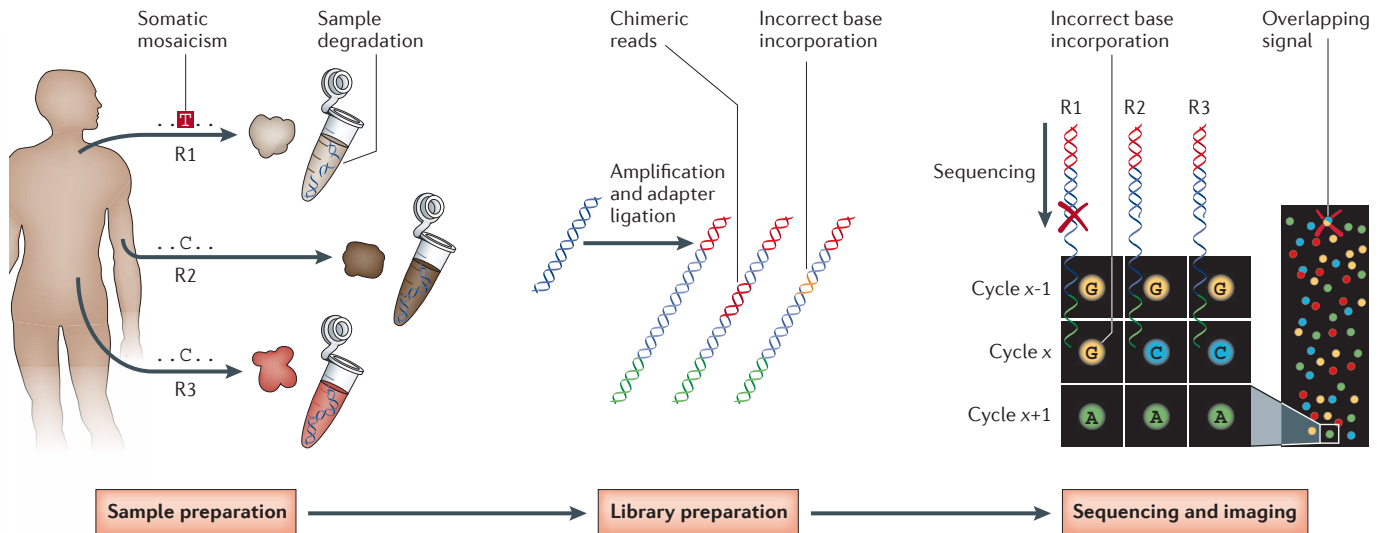 Somatic
mosaicism
Sample
degradation
. . T . .
R1
. . C . .
R2
. . C . .
R3
Sample preparation
Chimeric
reads
Incorrect base
incorporation
Amplification
and adapter
ligation
Library preparation
Incorrect base
incorporation
Overlapping
signal
R1 R2 R3
Sequencing
Cycle x-1 G G G
Cycle x G C C
Cycle x+1 A A A
Sequencing and imaging